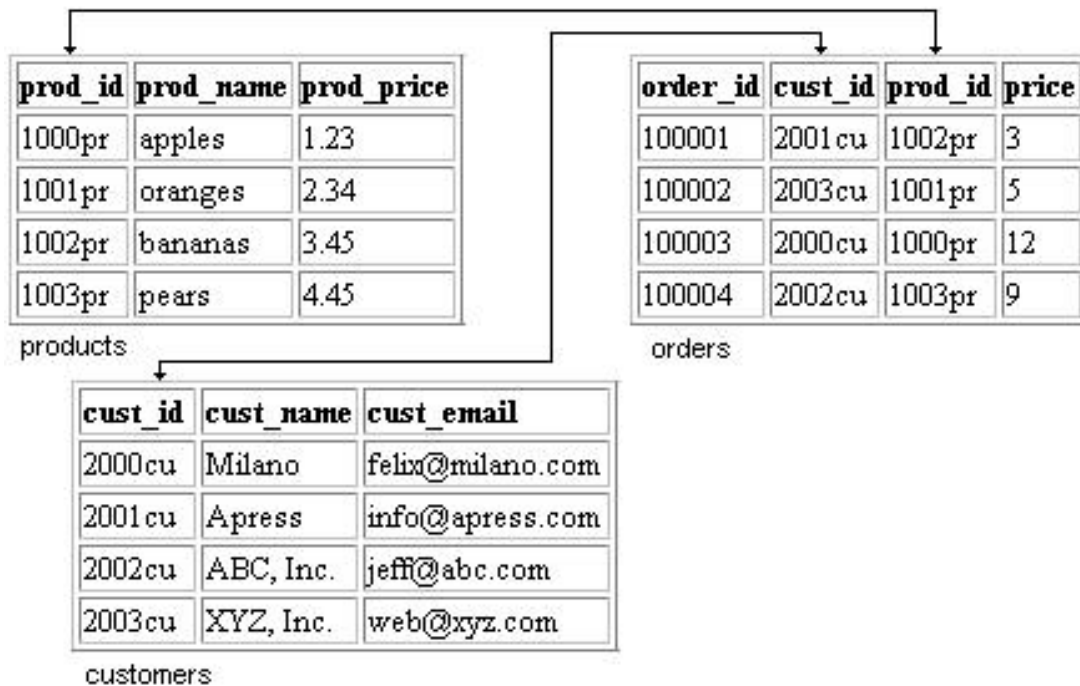 prod_id prod_name prod_price
1000pr apples 1.23
1001pr oranges 2.34
1002pr bananas 3.45
1003pr pears 4.45
products
order_id cust_id prod_id price
100001 2001cu 1002pr 3
100002 2003cu 1001pr 5
100003 2000cu 1000pr 12
100004 2002cu 1003pr 9
orders
cust_id cust_name cust_email
2000cu Milano felix@milano.com
2001cu Apress info@apress.com
2002cu ABC, Inc. jeff@abc.com
2003cu XYZ, Inc. web@xyz.com
customers